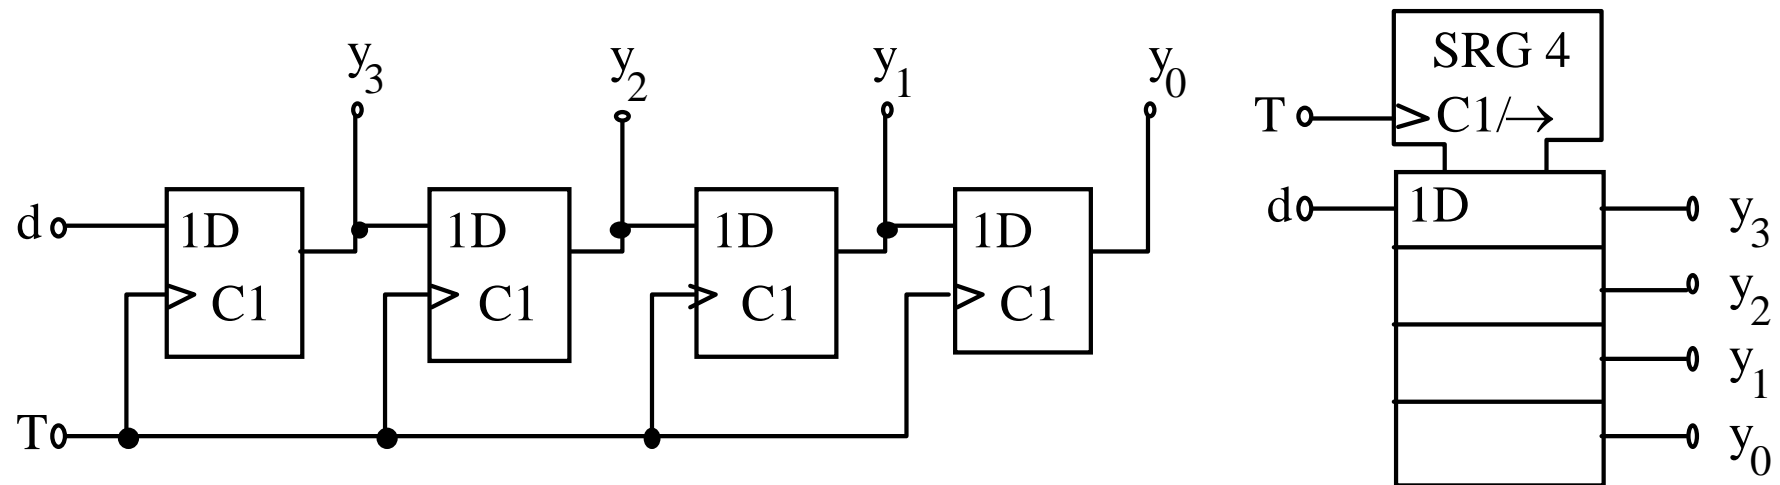 y₃ y₂ y₁ y₀
d 1D 1D 1D 1D
C1 C1 C1 C1
T
SRG 4
T C1/→
d 1D y₃
y₂
y₁
y₀